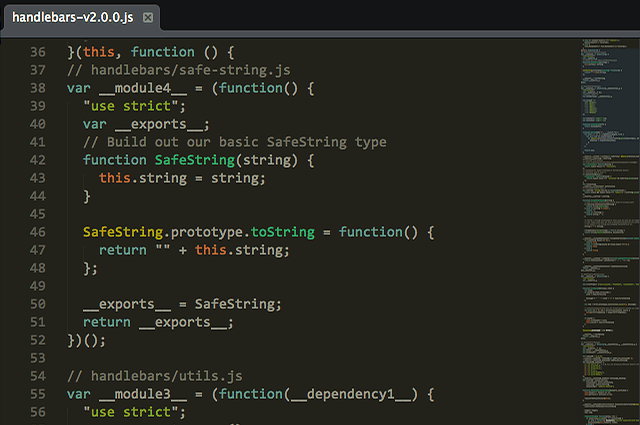 handlebars-v2.0.0.js
36 }(this, function () {
37 // handlebars/safe-string.js
38 var __module4__ = (function() {
39   "use strict";
40   var __exports__;
41   // Build out our basic SafeString type
42   function SafeString(string) {
43     this.string = string;
44   }
45
46   SafeString.prototype.toString = function() {
47     return "" + this.string;
48   };
49
50   __exports__ = SafeString;
51   return __exports__;
52 })();
53
54 // handlebars/utils.js
55 var __module3__ = (function(__dependency1__) {
56   "use strict";